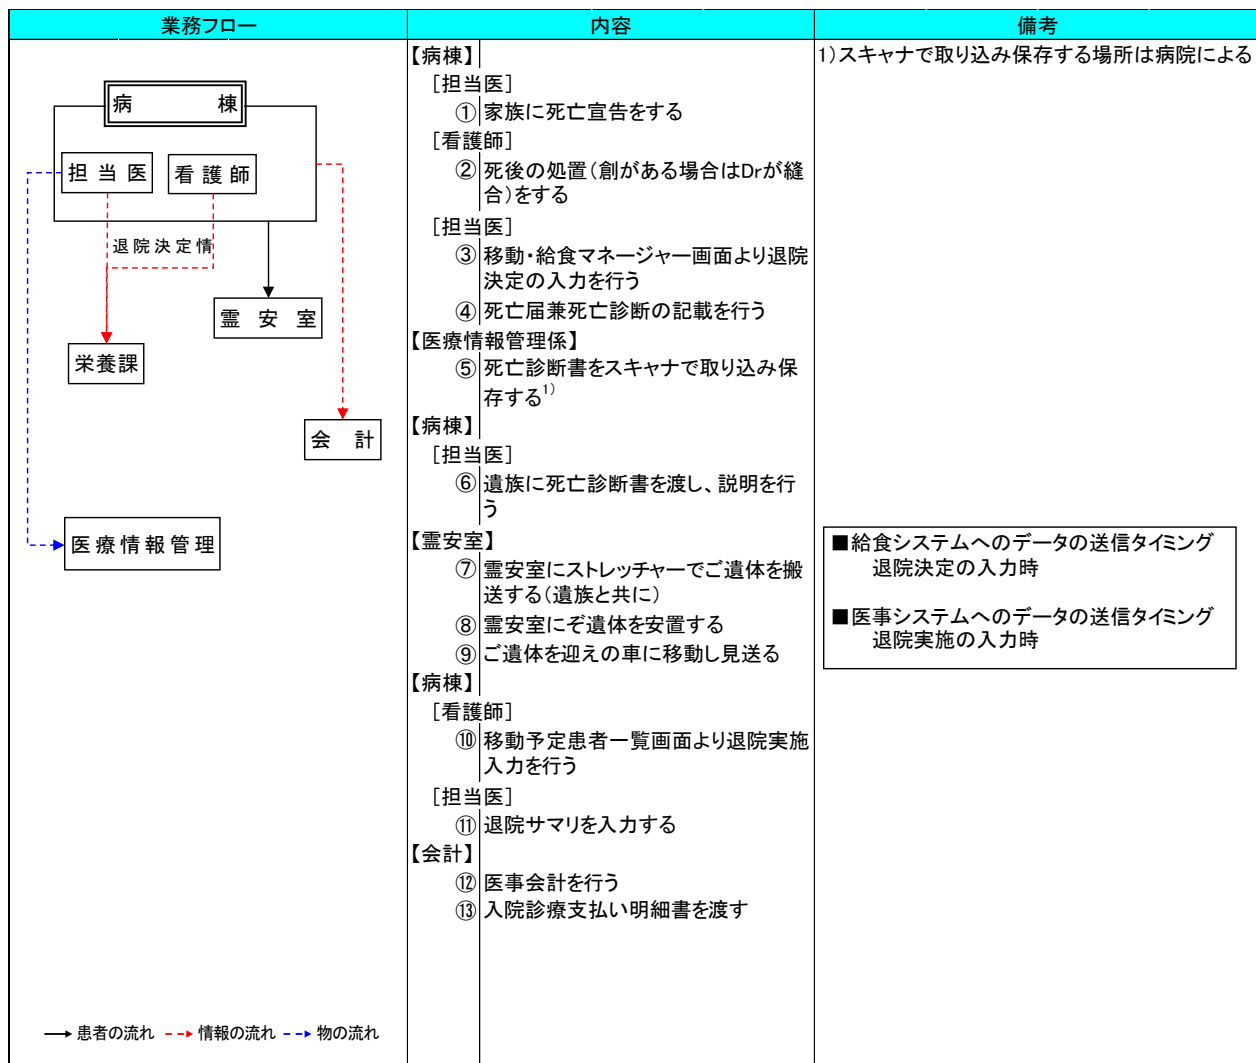 業務フロー
内容
備考
病棟
担当医
看護師
退院決定情
霊安室
栄養課
会計
医療情報管理
患者の流れ
情報の流れ
物の流れ
【病棟】
[担当医]
① 家族に死亡宣告をする
[看護師]
② 死後の処置(創がある場合はDrが縫
合)をする
[担当医]
③ 移動・給食マネージャー画面より退院
決定の入力を行う
④ 死亡届兼死亡診断の記載を行う
【医療情報管理係】
⑤ 死亡診断書をスキャナで取り込み保
存する1)
【病棟】
[担当医]
⑥ 遺族に死亡診断書を渡し、説明を行
う
【霊安室】
⑦ 霊安室にストレッチャーでご遺体を搬
送する(遺族と共に)
⑧ 霊安室にぞ遺体を安置する
⑨ ご遺体を迎えの車に移動し見送る
【病棟】
[看護師]
⑩ 移動予定患者一覧画面より退院実施
入力を行う
[担当医]
⑪ 退院サマリを入力する
【会計】
⑫ 医事会計を行う
⑬ 入院診療支払い明細書を渡す
1)スキャナで取り込み保存する場所は病院による
■給食システムへのデータの送信タイミング
退院決定の入力時
■医事システムへのデータの送信タイミング
退院実施の入力時